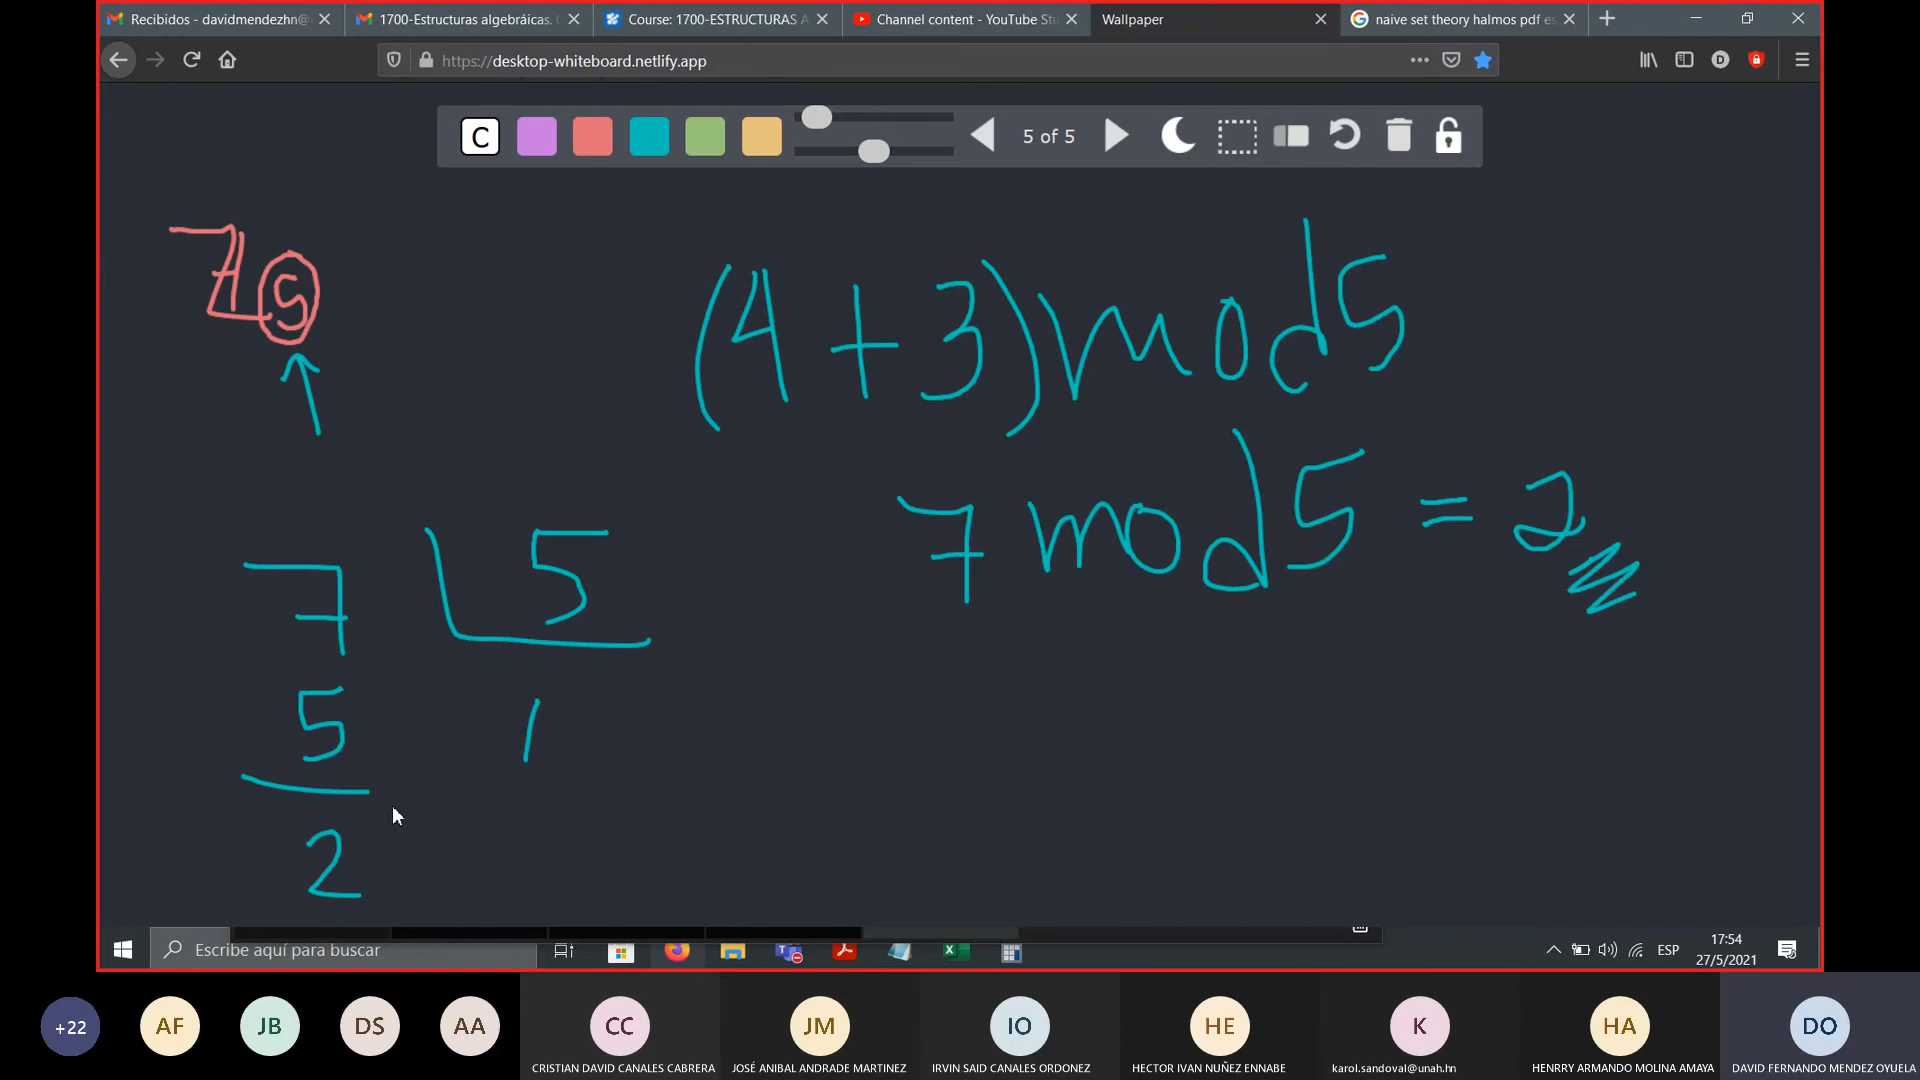 Recibidos - davidmendezhn@
1700-Estructuras algebráicas.
Course: 1700-ESTRUCTURAS A
Channel content - YouTube Stu
Wallpaper
naive set theory halmos pdf es
https://desktop-whiteboard.netlify.app
D
C
5 of 5
ℤ5
(4+3)mod5
7 mod5 = 2
7 5
5 1
2
Escribe aquí para buscar
ESP
17:54
27/5/2021
+22
AF
JB
DS
AA
CC
JM
IO
HE
K
HA
DO
CRISTIAN DAVID CANALES CABRERA
JOSÉ ANIBAL ANDRADE MARTINEZ
IRVIN SAID CANALES ORDONEZ
HECTOR IVAN NUÑEZ ENNABE
karol.sandoval@unah.hn
HENRRY ARMANDO MOLINA AMAYA
DAVID FERNANDO MENDEZ OYUELA